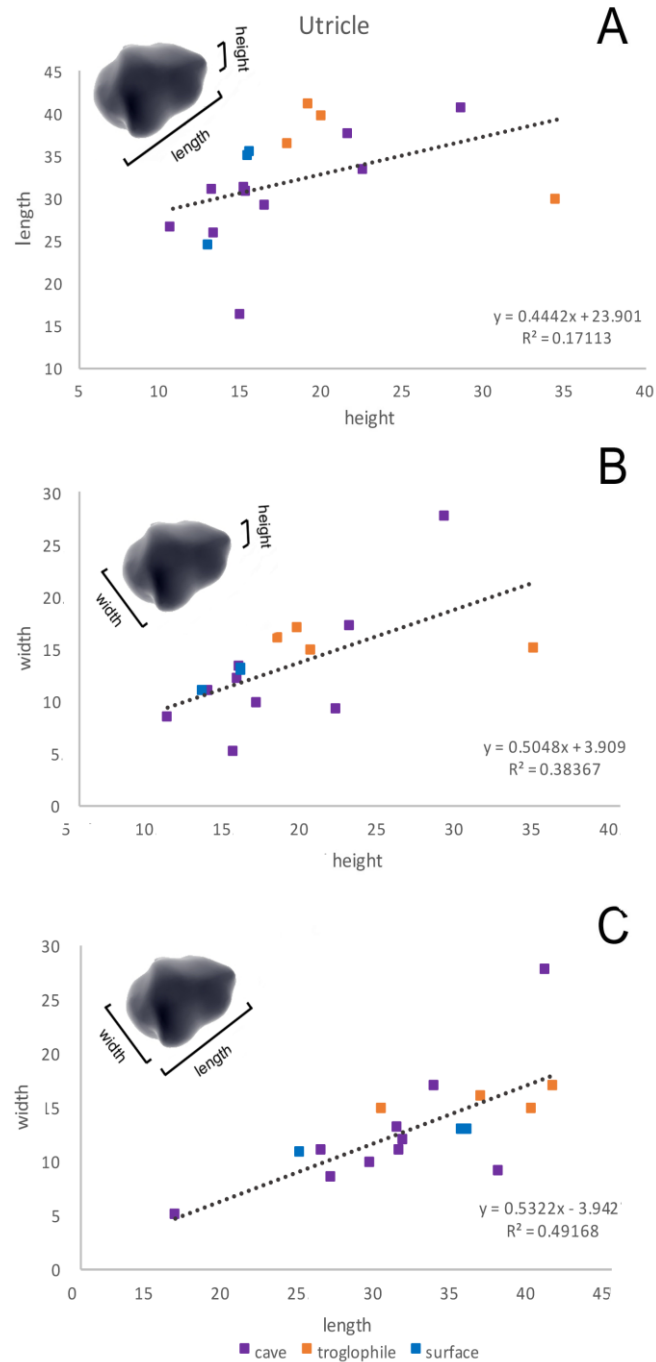 Utricle
A
height
length
45
40
35
30
25
20
15
10
length
5 10 15 20 25 30 35 40
height
y = 0.4442x + 23.901
R² = 0.17113
B
height
width
30
25
20
15
10
5
0
width
5 10 15 20 25 30 35 40
height
y = 0.5048x + 3.909
R² = 0.38367
C
width
length
30
25
20
15
10
5
0
width
0 10 15 20 25 30 35 40 45
length
y = 0.5322x - 3.942
R² = 0.49168
cave troglophile surface